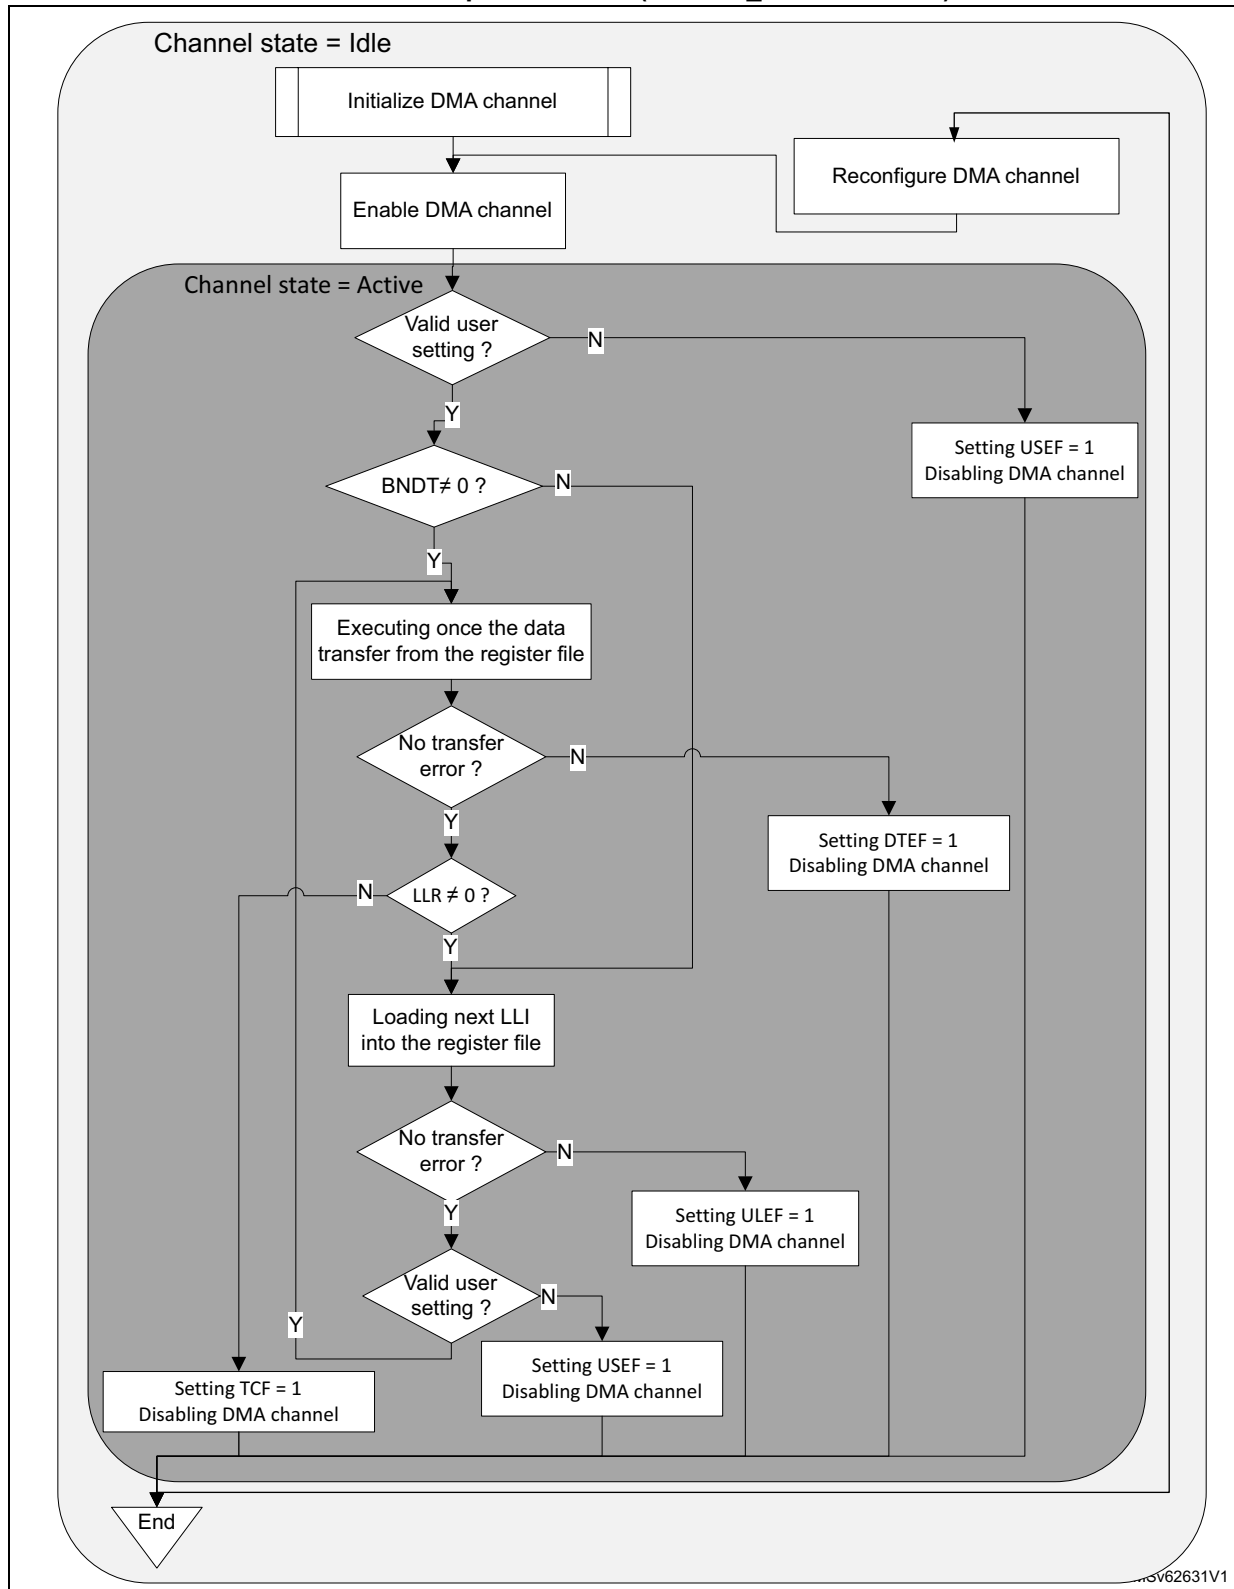 Channel state = Idle
Initialize DMA channel
Reconfigure DMA channel
Enable DMA channel
Channel state = Active
Valid user
setting ?
N
Y
Setting USEF = 1
Disabling DMA channel
BNDT≠ 0 ?
N
Y
Executing once the data
transfer from the register file
No transfer
error ?
N
Y
Setting DTEF = 1
Disabling DMA channel
LLR ≠ 0 ?
N
Y
Loading next LLI
into the register file
No transfer
error ?
N
Y
Setting ULEF = 1
Disabling DMA channel
Valid user
setting ?
N
Y
Setting USEF = 1
Disabling DMA channel
Setting TCF = 1
Disabling DMA channel
End